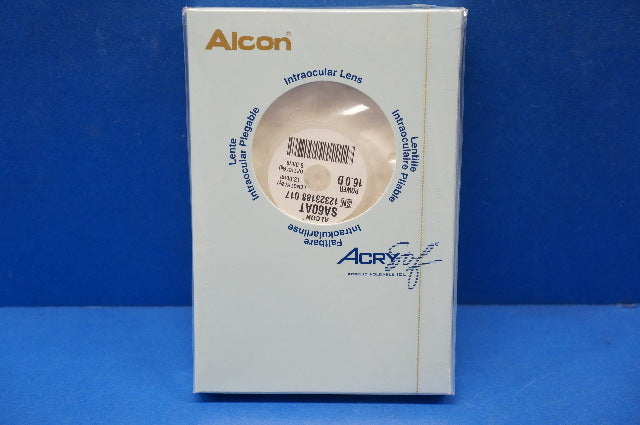 Alcon®
Intraocular Lens
Lente
Intraocular Plegable
Lentille
Intraoculaire Pliable
Faltbare
Intraokularlinse
ALCON®
SA60AT
SN 12323188 017
POWER
16.0 D
ACRYSof®